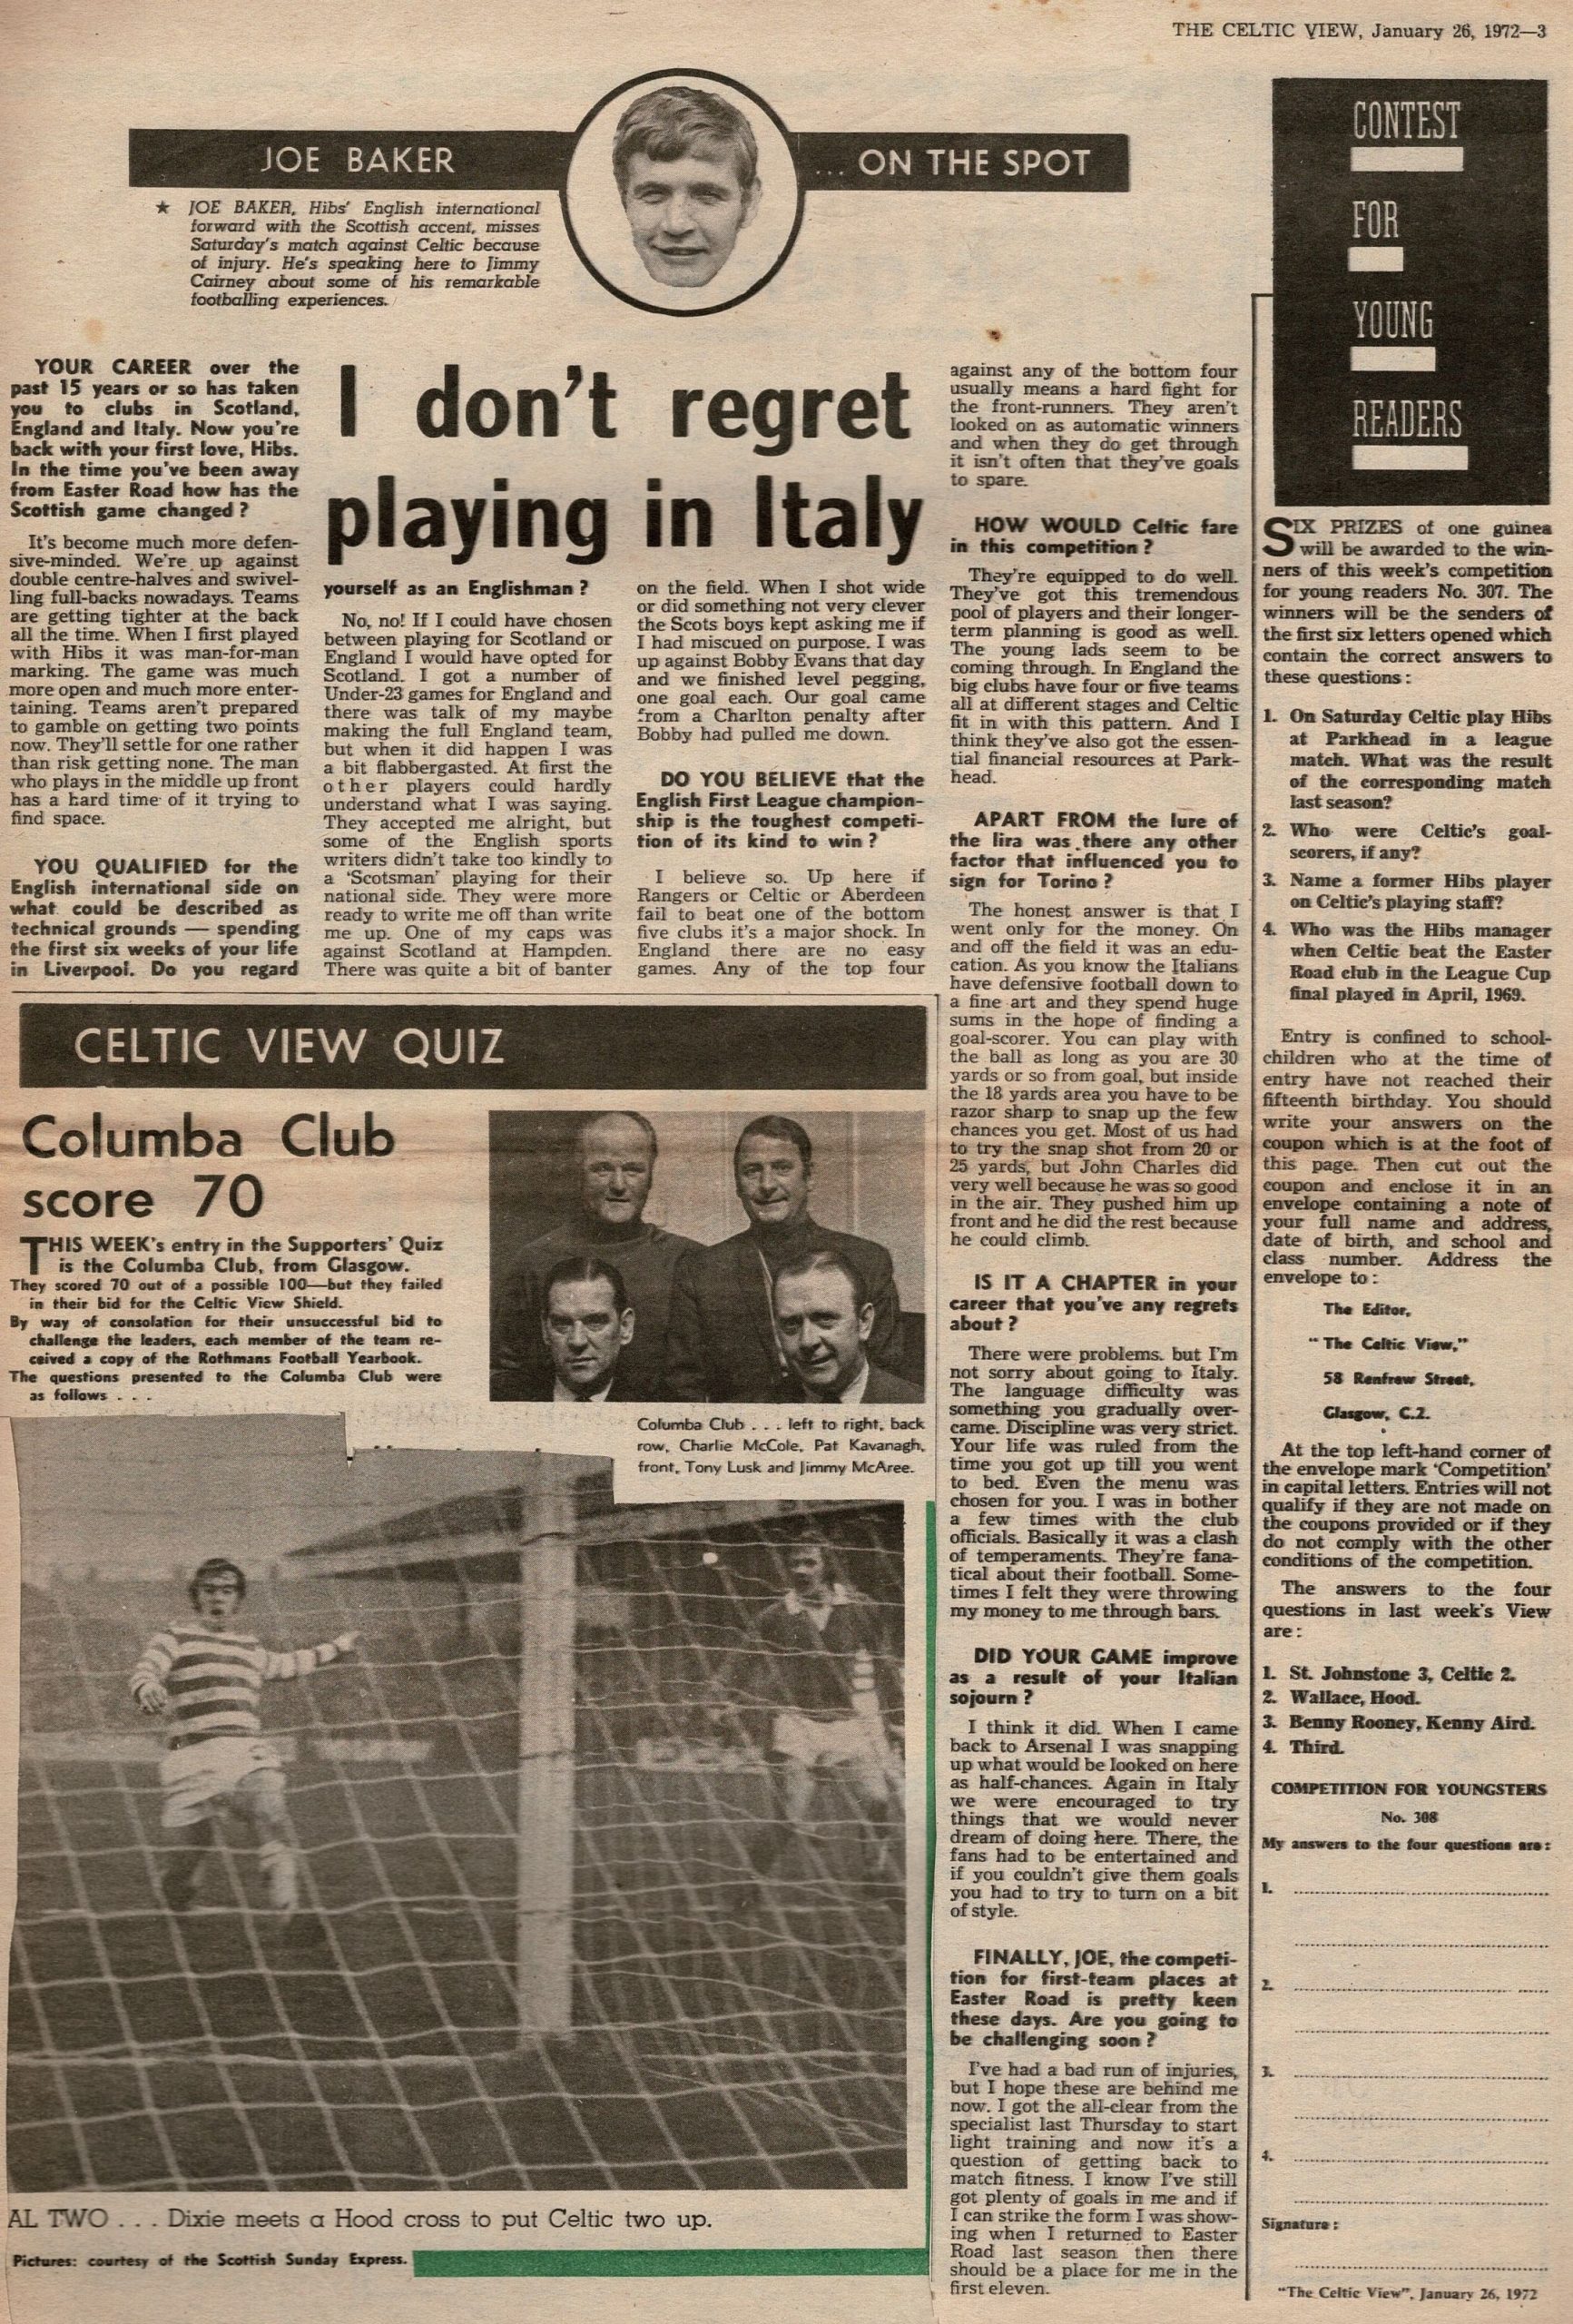 THE CELTIC VIEW, January 26, 1972—3
JOE BAKER
... ON THE SPOT
★ JOE BAKER, Hibs' English international
forward with the Scottish accent, misses
Saturday's match against Celtic because
of injury. He's speaking here to Jimmy
Cairney about some of his remarkable
footballing experiences.
I don't regret
playing in Italy
YOUR CAREER over the
past 15 years or so has taken
you to clubs in Scotland,
England and Italy. Now you're
back with your first love, Hibs.
In the time you've been away
from Easter Road how has the
Scottish game changed ?
It's become much more defen-
sive-minded. We're up against
double centre-halves and swivel-
ling full-backs nowadays. Teams
are getting tighter at the back
all the time. When I first played
with Hibs it was man-for-man
marking. The game was much
more open and much more enter-
taining. Teams aren't prepared
to gamble on getting two points
now. They'll settle for one rather
than risk getting none. The man
who plays in the middle up front
has a hard time of it trying to
find space.
YOU QUALIFIED for the
English international side on
what could be described as
technical grounds — spending
the first six weeks of your life
in Liverpool. Do you regard
yourself as an Englishman ?
No, no! If I could have chosen
between playing for Scotland or
England I would have opted for
Scotland. I got a number of
Under-23 games for England and
there was talk of my maybe
making the full England team,
but when it did happen I was
a bit flabbergasted. At first the
other players could hardly
understand what I was saying.
They accepted me alright, but
some of the English sports
writers didn't take too kindly to
a 'Scotsman' playing for their
national side. They were more
ready to write me off than write
me up. One of my caps was
against Scotland at Hampden.
There was quite a bit of banter
on the field. When I shot wide
or did something not very clever
the Scots boys kept asking me if
I had miscued on purpose. I was
up against Bobby Evans that day
and we finished level pegging,
one goal each. Our goal came
from a Charlton penalty after
Bobby had pulled me down.
DO YOU BELIEVE that the
English First League champion-
ship is the toughest competi-
tion of its kind to win ?
I believe so. Up here if
Rangers or Celtic or Aberdeen
fail to beat one of the bottom
five clubs it's a major shock. In
England there are no easy
games. Any of the top four
against any of the bottom four
usually means a hard fight for
the front-runners. They aren't
looked on as automatic winners
and when they do get through
it isn't often that they've goals
to spare.
HOW WOULD Celtic fare
in this competition ?
They're equipped to do well.
They've got this tremendous
pool of players and their longer-
term planning is good as well.
The young lads seem to be
coming through. In England the
big clubs have four or five teams
all at different stages and Celtic
fit in with this pattern. And I
think they've also got the essen-
tial financial resources at Park-
head.
APART FROM the lure of
the lira was there any other
factor that influenced you to
sign for Torino ?
The honest answer is that I
went only for the money. On
and off the field it was an edu-
cation. As you know the Italians
have defensive football down to
a fine art and they spend huge
sums in the hope of finding a
goal-scorer. You can play with
the ball as long as you are 30
yards or so from goal, but inside
the 18 yards area you have to be
razor sharp to snap up the few
chances you get. Most of us had
to try the snap shot from 20 or
25 yards, but John Charles did
very well because he was so good
in the air. They pushed him up
front and he did the rest because
he could climb.
IS IT A CHAPTER in your
career that you've any regrets
about ?
There were problems. but I'm
not sorry about going to Italy.
The language difficulty was
something you gradually over-
came. Discipline was very strict.
Your life was ruled from the
time you got up till you went
to bed. Even the menu was
chosen for you. I was in bother
a few times with the club
officials. Basically it was a clash
of temperaments. They're fana-
tical about their football. Some-
times I felt they were throwing
my money to me through bars.
DID YOUR GAME improve
as a result of your Italian
sojourn ?
I think it did. When I came
back to Arsenal I was snapping
up what would be looked on here
as half-chances. Again in Italy
we were encouraged to try
things that we would never
dream of doing here. There, the
fans had to be entertained and
if you couldn't give them goals
you had to try to turn on a bit
of style.
FINALLY, JOE, the competi-
tion for first-team places at
Easter Road is pretty keen
these days. Are you going to
be challenging soon ?
I've had a bad run of injuries,
but I hope these are behind me
now. I got the all-clear from the
specialist last Thursday to start
light training and now it's a
question of getting back to
match fitness. I know I've still
got plenty of goals in me and if
I can strike the form I was show-
ing when I returned to Easter
Road last season then there
should be a place for me in the
first eleven.
CELTIC VIEW QUIZ
Columba Club
score 70
THIS WEEK's entry in the Supporters' Quiz
is the Columba Club, from Glasgow.
They scored 70 out of a possible 100—but they failed
in their bid for the Celtic View Shield.
By way of consolation for their unsuccessful bid to
challenge the leaders, each member of the team re-
ceived a copy of the Rothmans Football Yearbook.
The questions presented to the Columba Club were
as follows . . .
Columba Club . . . left to right, back
row, Charlie McCole, Pat Kavanagh,
front, Tony Lusk and Jimmy McAree.
AL TWO . . . Dixie meets a Hood cross to put Celtic two up.
Pictures: courtesy of the Scottish Sunday Express.
CONTEST
FOR
YOUNG
READERS
SIX PRIZES of one guinea
will be awarded to the win-
ners of this week's competition
for young readers No. 307. The
winners will be the senders of
the first six letters opened which
contain the correct answers to
these questions :
1. On Saturday Celtic play Hibs
at Parkhead in a league
match. What was the result
of the corresponding match
last season?
2. Who were Celtic's goal-
scorers, if any?
3. Name a former Hibs player
on Celtic's playing staff?
4. Who was the Hibs manager
when Celtic beat the Easter
Road club in the League Cup
final played in April, 1969.
Entry is confined to school-
children who at the time of
entry have not reached their
fifteenth birthday. You should
write your answers on the
coupon which is at the foot of
this page. Then cut out the
coupon and enclose it in an
envelope containing a note of
your full name and address,
date of birth, and school and
class number. Address the
envelope to :
The Editor,
"The Celtic View,"
58 Renfrew Street,
Glasgow, C.2.
At the top left-hand corner of
the envelope mark 'Competition'
in capital letters. Entries will not
qualify if they are not made on
the coupons provided or if they
do not comply with the other
conditions of the competition.
The answers to the four
questions in last week's View
are :
1. St. Johnstone 3, Celtic 2.
2. Wallace, Hood.
3. Benny Rooney, Kenny Aird.
4. Third.
COMPETITION FOR YOUNGSTERS
No. 308
My answers to the four questions are :
1.
2.
3.
4.
Signature :
"The Celtic View", January 26, 1972